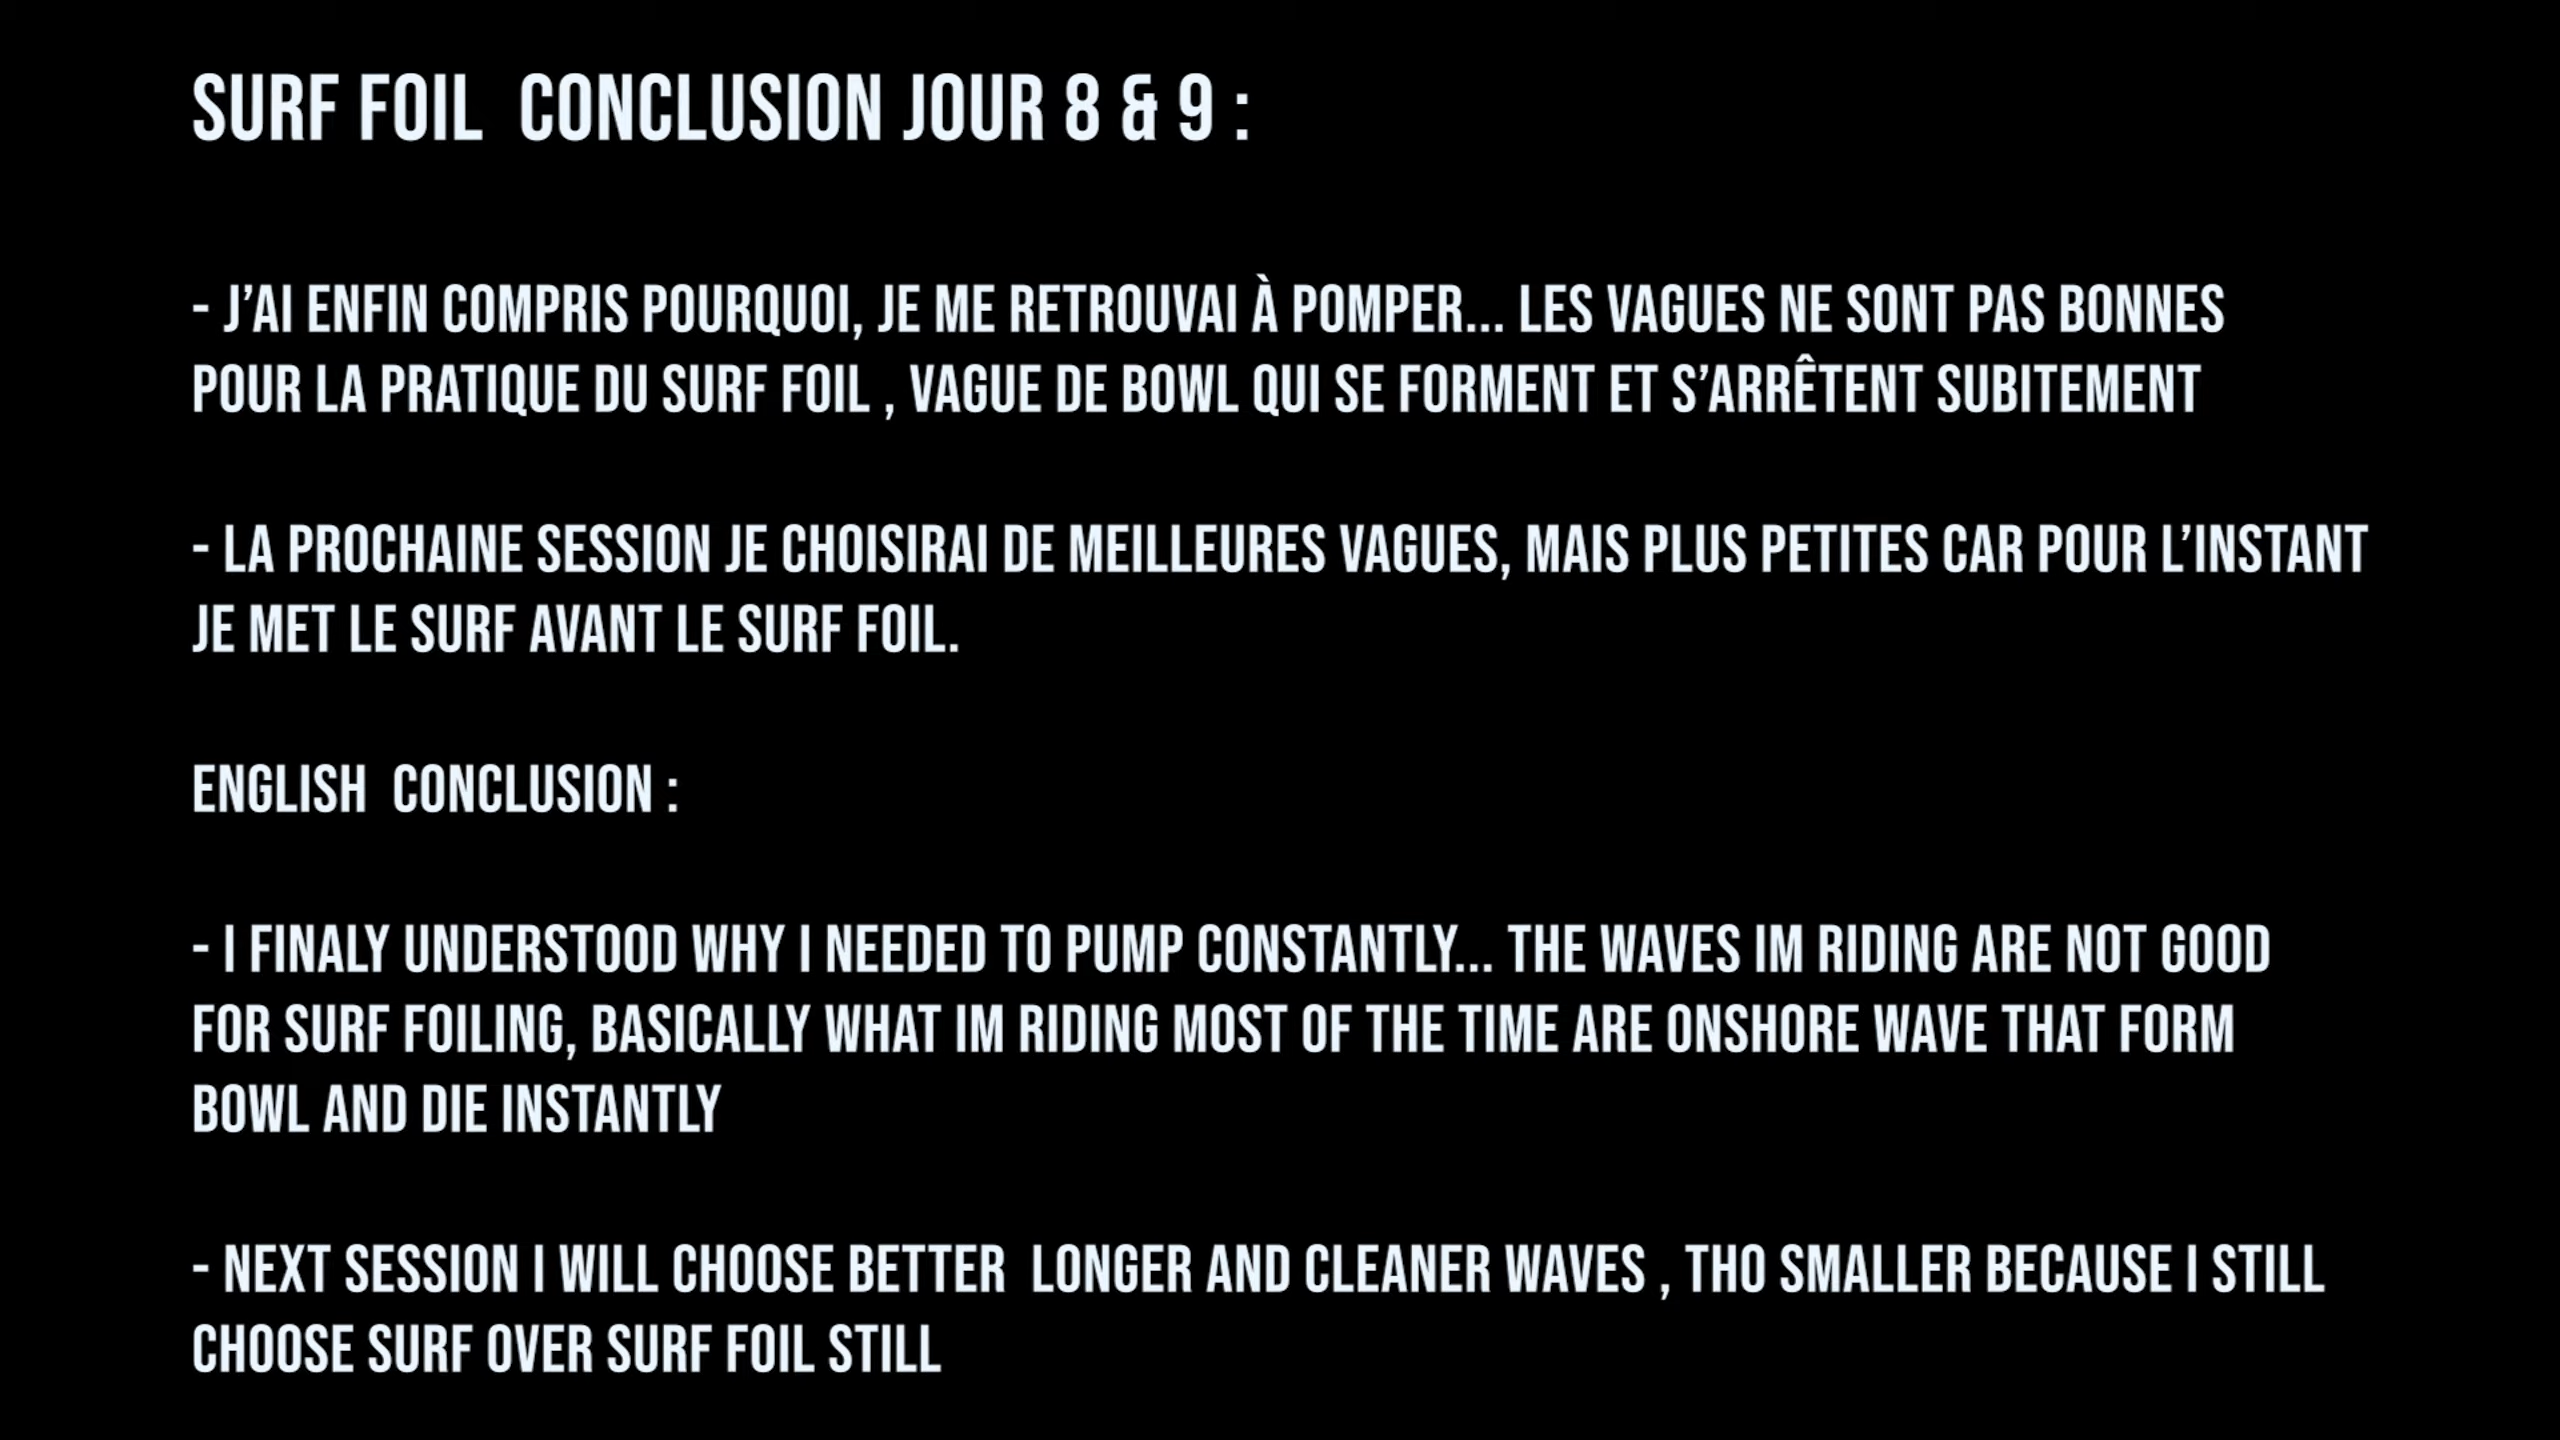 SURF FOIL  CONCLUSION JOUR 8 & 9 :
- J’AI ENFIN COMPRIS POURQUOI, JE ME RETROUVAI À POMPER... LES VAGUES NE SONT PAS BONNES
POUR LA PRATIQUE DU SURF FOIL , VAGUE DE BOWL QUI SE FORMENT ET S’ARRÊTENT SUBITEMENT
- LA PROCHAINE SESSION JE CHOISIRAI DE MEILLEURES VAGUES, MAIS PLUS PETITES CAR POUR L’INSTANT
JE MET LE SURF AVANT LE SURF FOIL.
ENGLISH  CONCLUSION :
- I FINALY UNDERSTOOD WHY I NEEDED TO PUMP CONSTANTLY... THE WAVES IM RIDING ARE NOT GOOD
FOR SURF FOILING, BASICALLY WHAT IM RIDING MOST OF THE TIME ARE ONSHORE WAVE THAT FORM
BOWL AND DIE INSTANTLY
- NEXT SESSION I WILL CHOOSE BETTER  LONGER AND CLEANER WAVES , THO SMALLER BECAUSE I STILL
CHOOSE SURF OVER SURF FOIL STILL